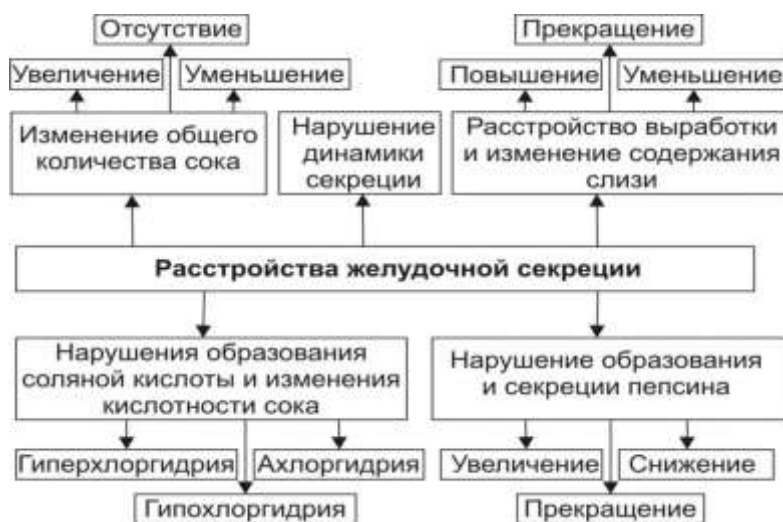 Отсутствие
Прекращение
Увеличение
Уменьшение
Повышение
Уменьшение
Изменение общего
количества сока
Нарушение
динамики
секреции
Расстройство выработки
и изменение содержания
слизи
Расстройства желудочной секреции
Нарушения образования
соляной кислоты и изменения
кислотности сока
Нарушение образования
и секреции пепсина
Гиперхлоргидрия
Ахлоргидрия
Увеличение
Снижение
Гипохлоргидрия
Прекращение